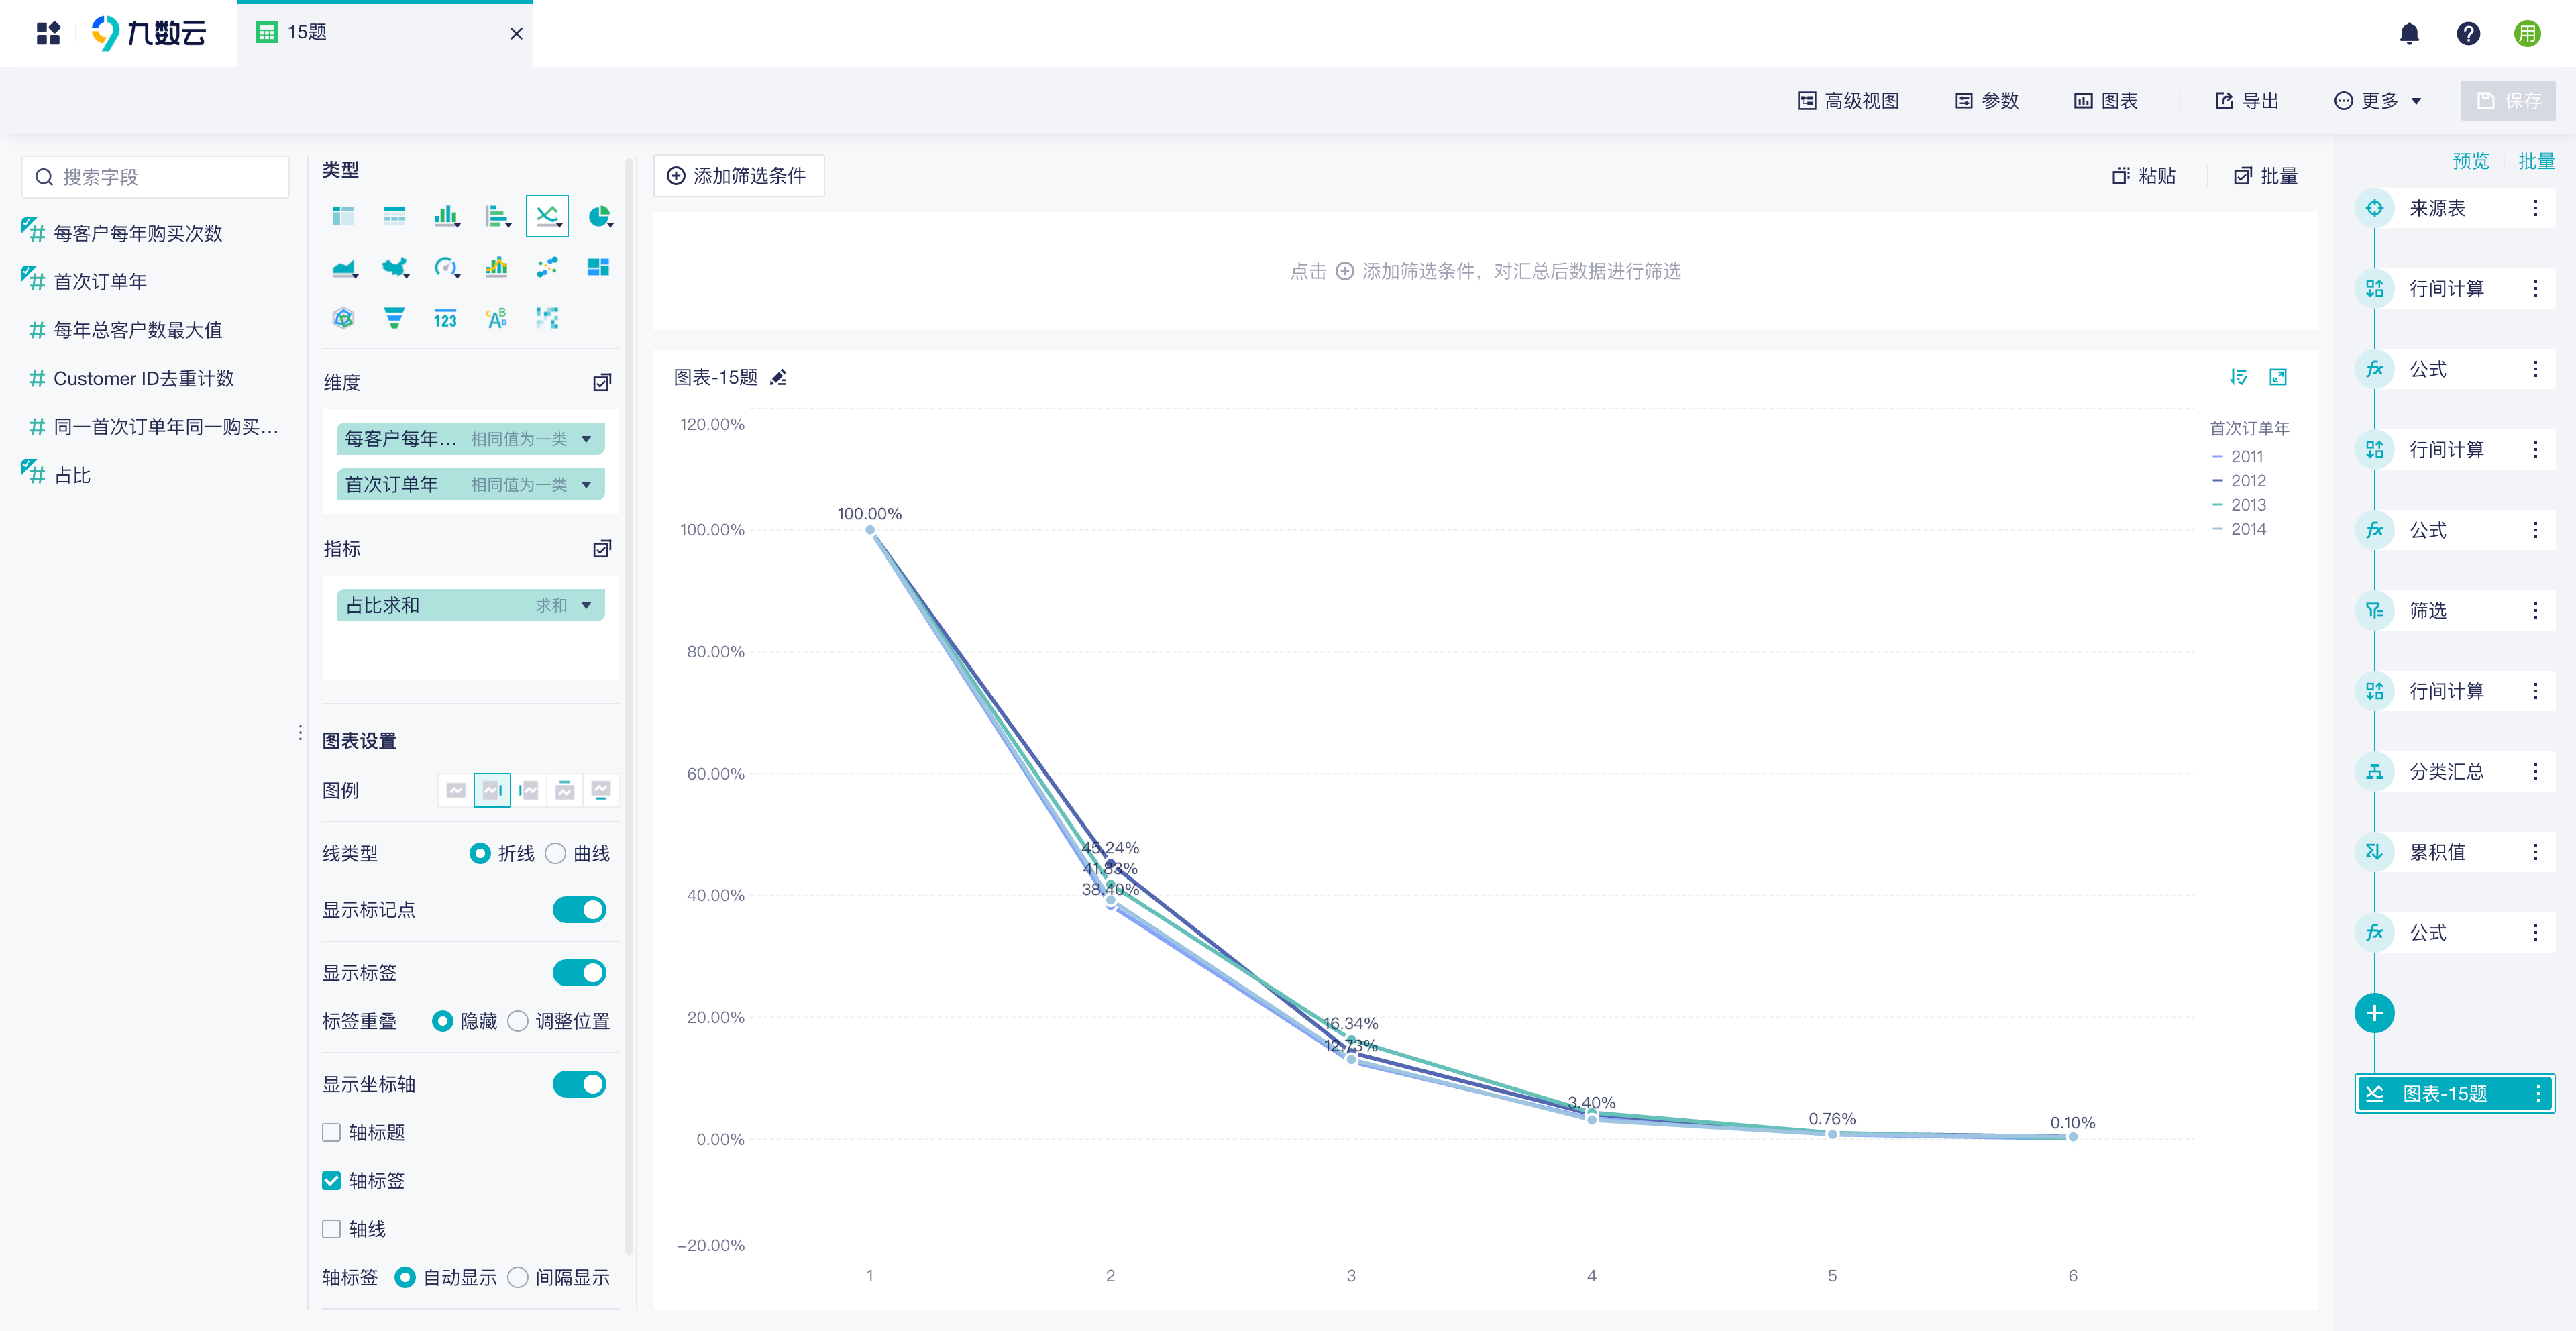 九数云
15题
用
高级视图
参数
图表
导出
更多
保存
搜索字段
每客户每年购买次数
首次订单年
每年总客户数最大值
Customer ID去重计数
同一首次订单年同一购买...
占比
类型
123
维度
每客户每年... 相同值为一类
首次订单年 相同值为一类
指标
占比求和 求和
图表设置
图例
线类型 折线 曲线
显示标记点
显示标签
标签重叠 隐藏 调整位置
显示坐标轴
轴标题
轴标签
轴线
轴标签 自动显示 间隔显示
添加筛选条件
粘贴
批量
点击 添加筛选条件，对汇总后数据进行筛选
图表-15题
120.00%
100.00%
80.00%
60.00%
40.00%
20.00%
0.00%
-20.00%
100.00%
45.24%
41.83%
38.40%
16.34%
12.73%
3.40%
0.76%
0.10%
1 2 3 4 5 6
首次订单年
2011
2012
2013
2014
预览 批量
来源表
行间计算
公式
行间计算
公式
筛选
行间计算
分类汇总
累积值
公式
图表-15题